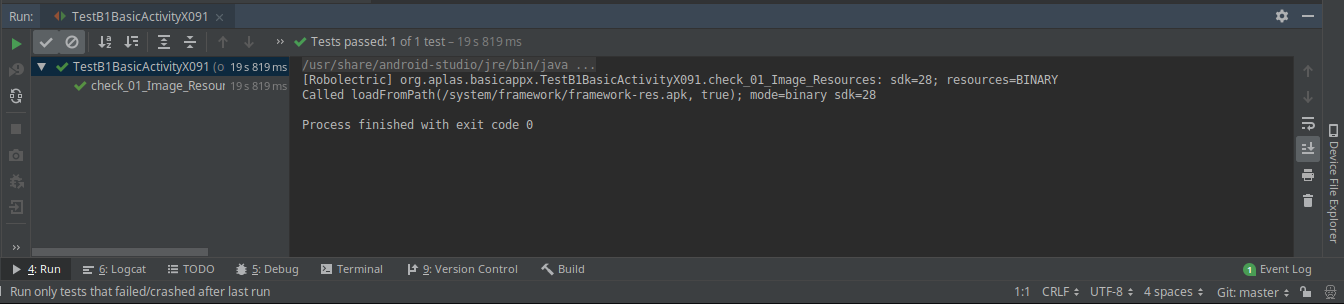 Run:
TestB1BasicActivityX091
Tests passed: 1 of 1 test – 19 s 819 ms
TestB1BasicActivityX091 (o 19 s 819 ms
check_01_Image_Resour 19 s 819 ms
/usr/share/android-studio/jre/bin/java ...
[Robolectric] org.aplas.basicappx.TestB1BasicActivityX091.check_01_Image_Resources: sdk=28; resources=BINARY
Called loadFromPath(/system/framework/framework-res.apk, true); mode=binary sdk=28
Process finished with exit code 0
Device File Explorer
4: Run 6: Logcat TODO 5: Debug Terminal 9: Version Control Build 1 Event Log
Run only tests that failed/crashed after last run 1:1 CRLF UTF-8 4 spaces Git: master